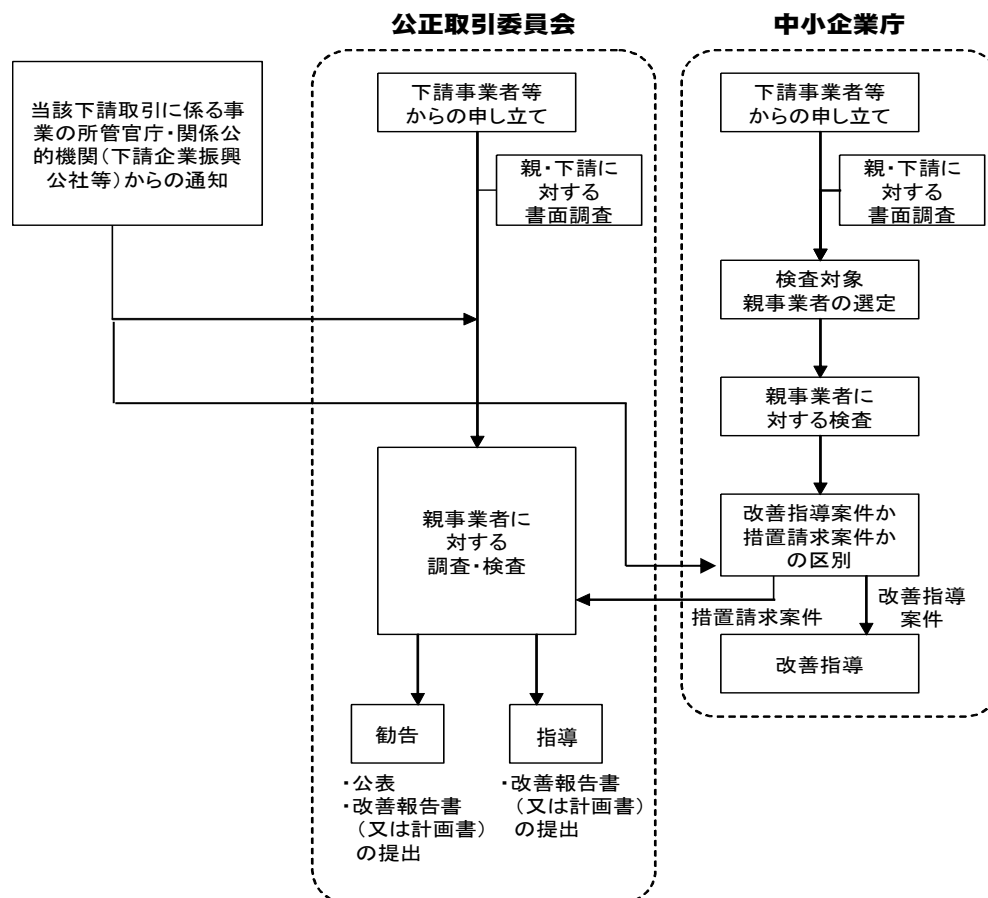 公正取引委員会
中小企業庁
当該下請取引に係る事
業の所管官庁・関係公
的機関(下請企業振興
公社等)からの通知
下請事業者等
からの申し立て
親・下請に
対する
書面調査
親事業者に
対する
調査・検査
勧告
・公表
・改善報告書
(又は計画書)
の提出
指導
・改善報告書
(又は計画書)
の提出
下請事業者等
からの申し立て
親・下請に
対する
書面調査
検査対象
親事業者の選定
親事業者に
対する検査
改善指導案件か
措置請求案件か
の区別
措置請求案件
改善指導
案件
改善指導